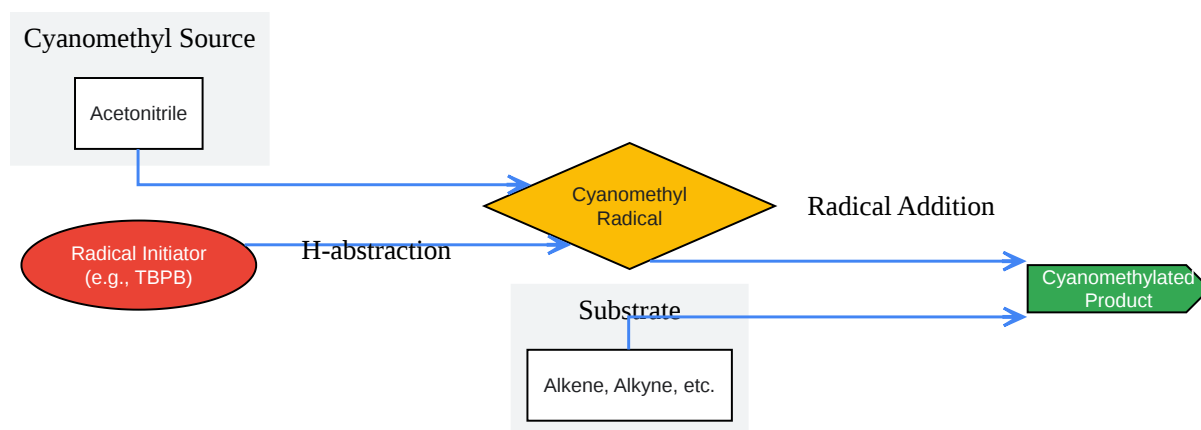 Cyanomethyl Source
Acetonitrile
Cyanomethyl
Radical
Radical Addition
Radical Initiator
(e.g., TBPB)
H-abstraction
Cyanomethylated
Product
Substrate
Alkene, Alkyne, etc.